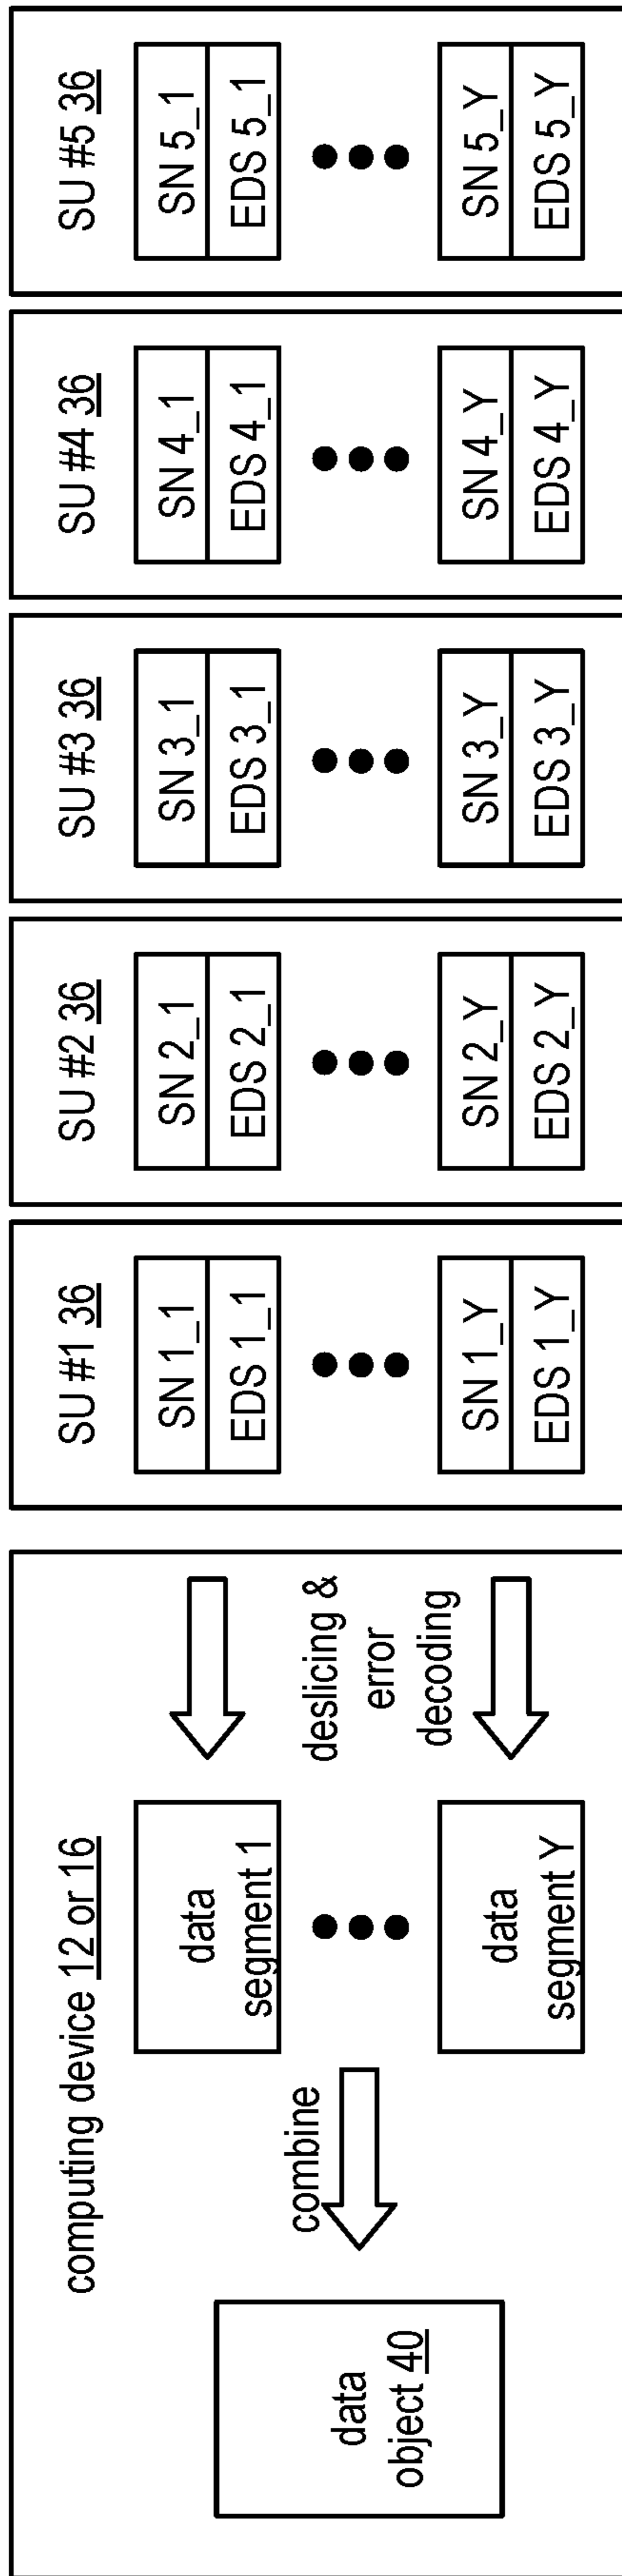 computing device 12 or 16
data
object 40
combine
data
segment 1
data
segment Y
deslicing &
error
decoding
SU #1 36
SN 1_1
EDS 1_1
SN 1_Y
EDS 1_Y
SU #2 36
SN 2_1
EDS 2_1
SN 2_Y
EDS 2_Y
SU #3 36
SN 3_1
EDS 3_1
SN 3_Y
EDS 3_Y
SU #4 36
SN 4_1
EDS 4_1
SN 4_Y
EDS 4_Y
SU #5 36
SN 5_1
EDS 5_1
SN 5_Y
EDS 5_Y